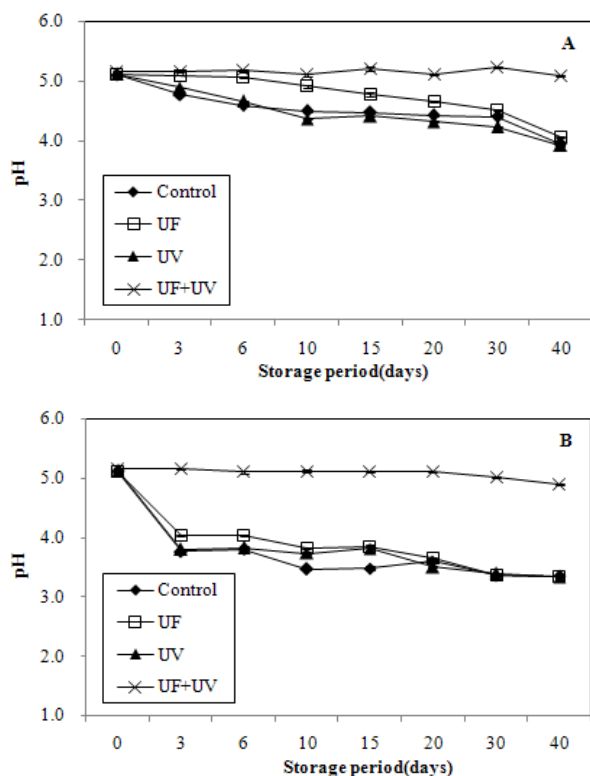 6.0
A
5.0
4.0
3.0
2.0
1.0
pH
Control
UF
UV
UF+UV
0 3 6 10 15 20 30 40
Storage period(days)
6.0
B
5.0
4.0
3.0
2.0
1.0
pH
Control
UF
UV
UF+UV
0 3 6 10 15 20 30 40
Storage period(days)